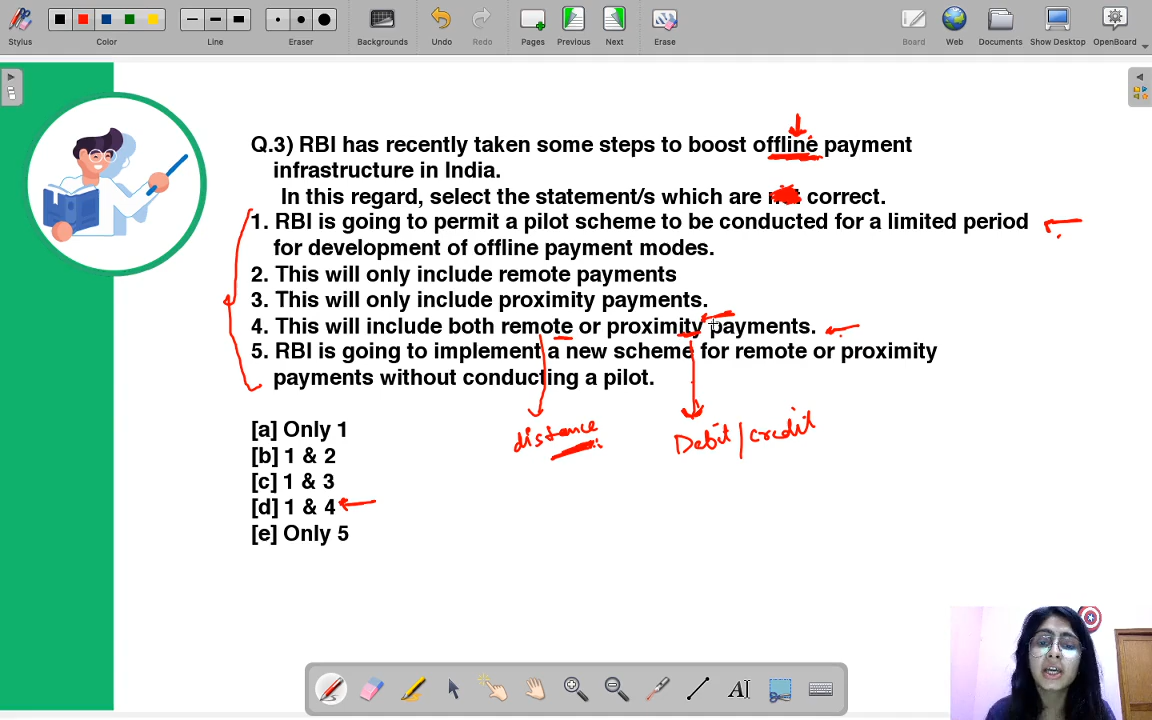 Stylus
Color
Line
Eraser
Backgrounds
Undo
Redo
Pages
Previous
Next
Erase
Board
Web
Documents
Show Desktop
OpenBoard
Q.3) RBI has recently taken some steps to boost offline payment
infrastructure in India.
In this regard, select the statement/s which are correct.
1. RBI is going to permit a pilot scheme to be conducted for a limited period
for development of offline payment modes.
2. This will only include remote payments
3. This will only include proximity payments.
4. This will include both remote or proximity payments.
5. RBI is going to implement a new scheme for remote or proximity
payments without conducting a pilot.
distance
Debit/credit
[a] Only 1
[b] 1 & 2
[c] 1 & 3
[d] 1 & 4
[e] Only 5